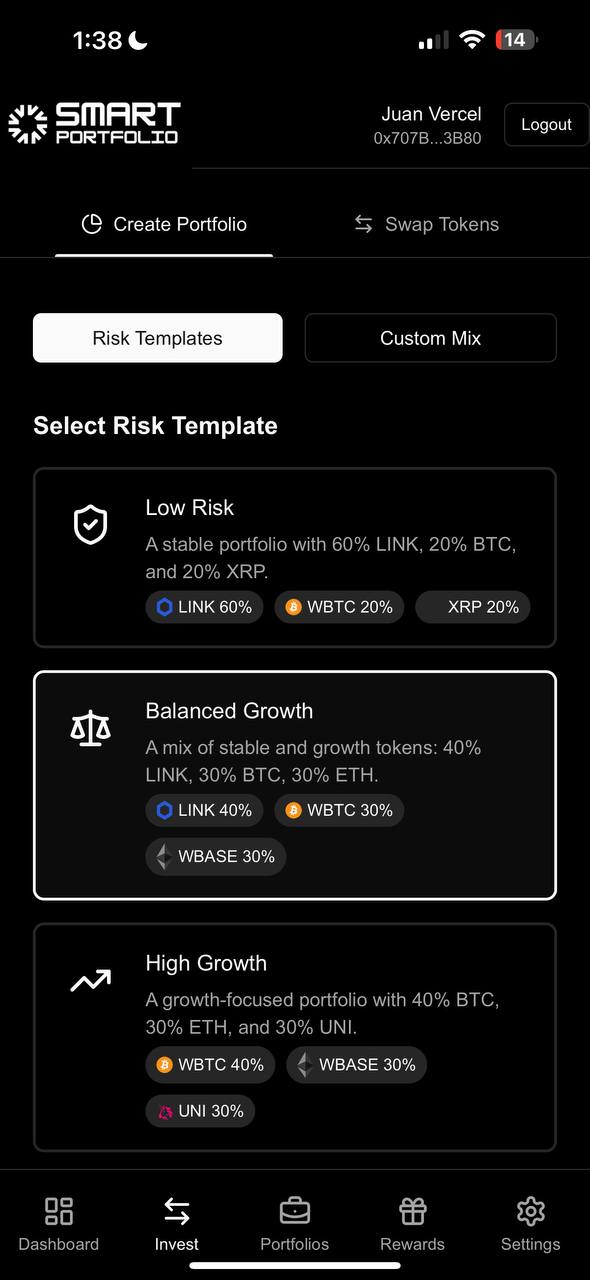 1:38
14
SMART
PORTFOLIO
Juan Vercel
0x707B...3B80
Logout
Create Portfolio
Swap Tokens
Risk Templates
Custom Mix
Select Risk Template
Low Risk
A stable portfolio with 60% LINK, 20% BTC,
and 20% XRP.
LINK 60%
WBTC 20%
XRP 20%
Balanced Growth
A mix of stable and growth tokens: 40%
LINK, 30% BTC, 30% ETH.
LINK 40%
WBTC 30%
WBASE 30%
High Growth
A growth-focused portfolio with 40% BTC,
30% ETH, and 30% UNI.
WBTC 40%
WBASE 30%
UNI 30%
Dashboard
Invest
Portfolios
Rewards
Settings